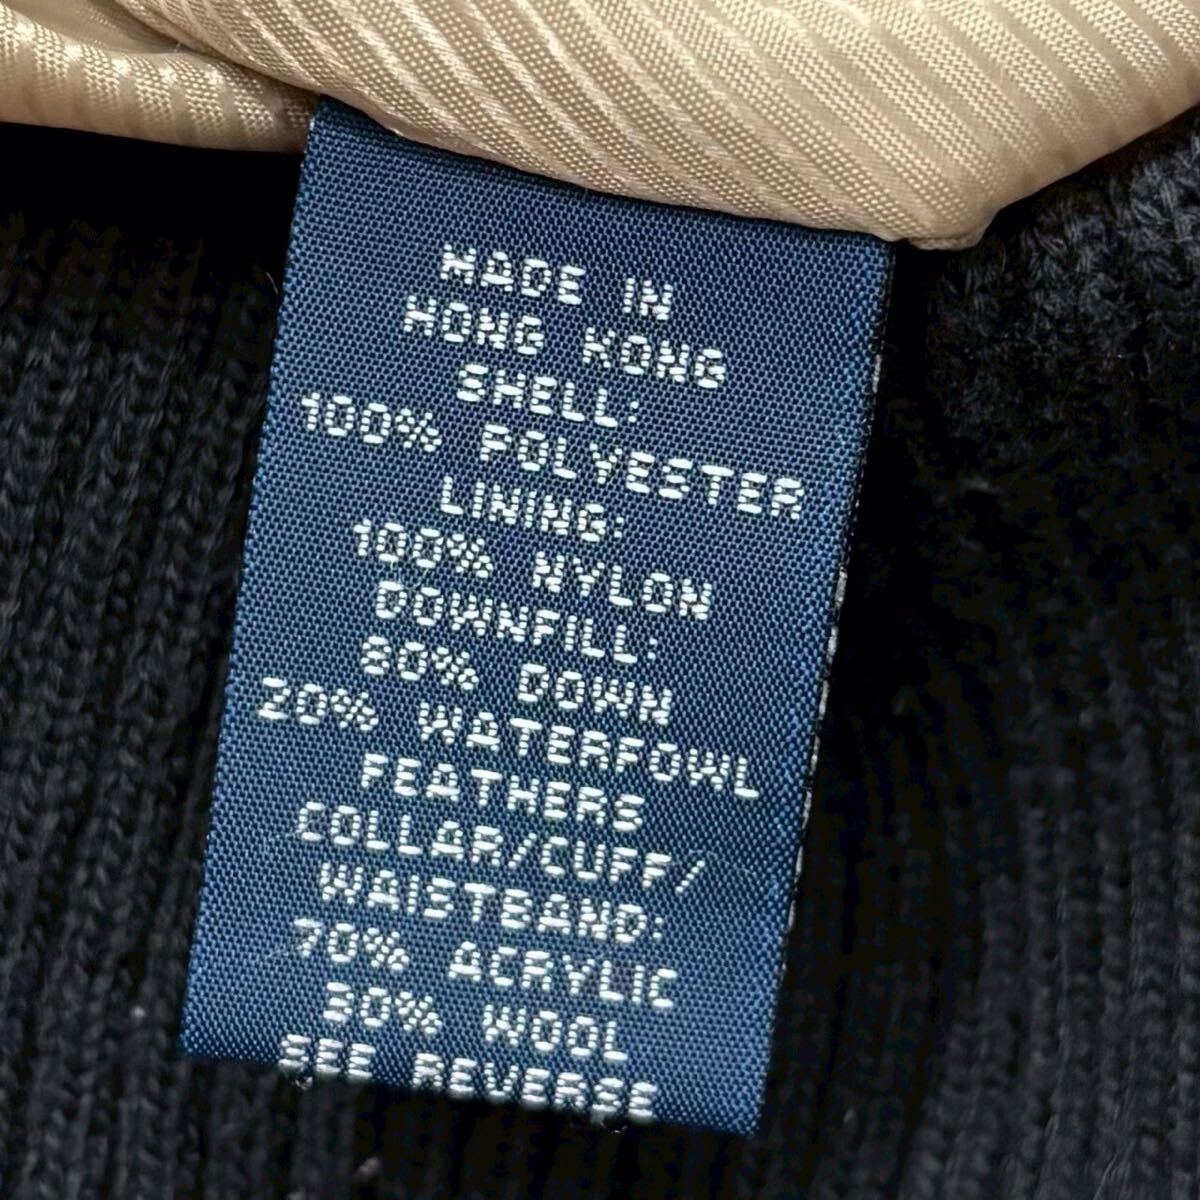 MADE IN
HONG KONG
SHELL:
100% POLYESTER
LINING:
100% NYLON
DOWNFILL:
80% DOWN
20% WATERFOWL
FEATHERS
COLLAR/CUFF/
WAISTBAND:
70% ACRYLIC
30% WOOL
SEE REVERSE